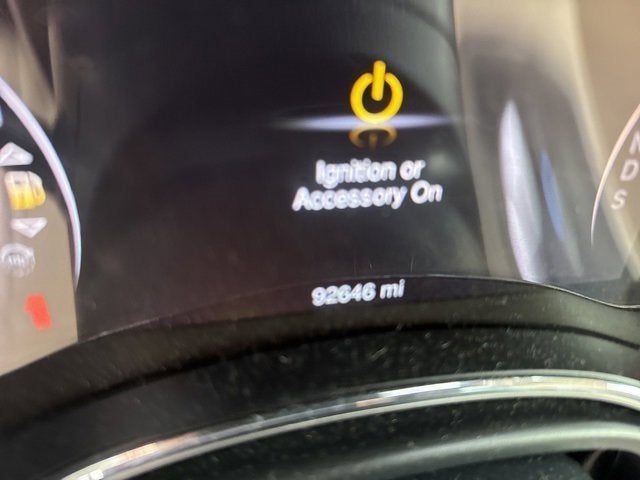 Ignition or
Accessory On
92646 mi
D
S